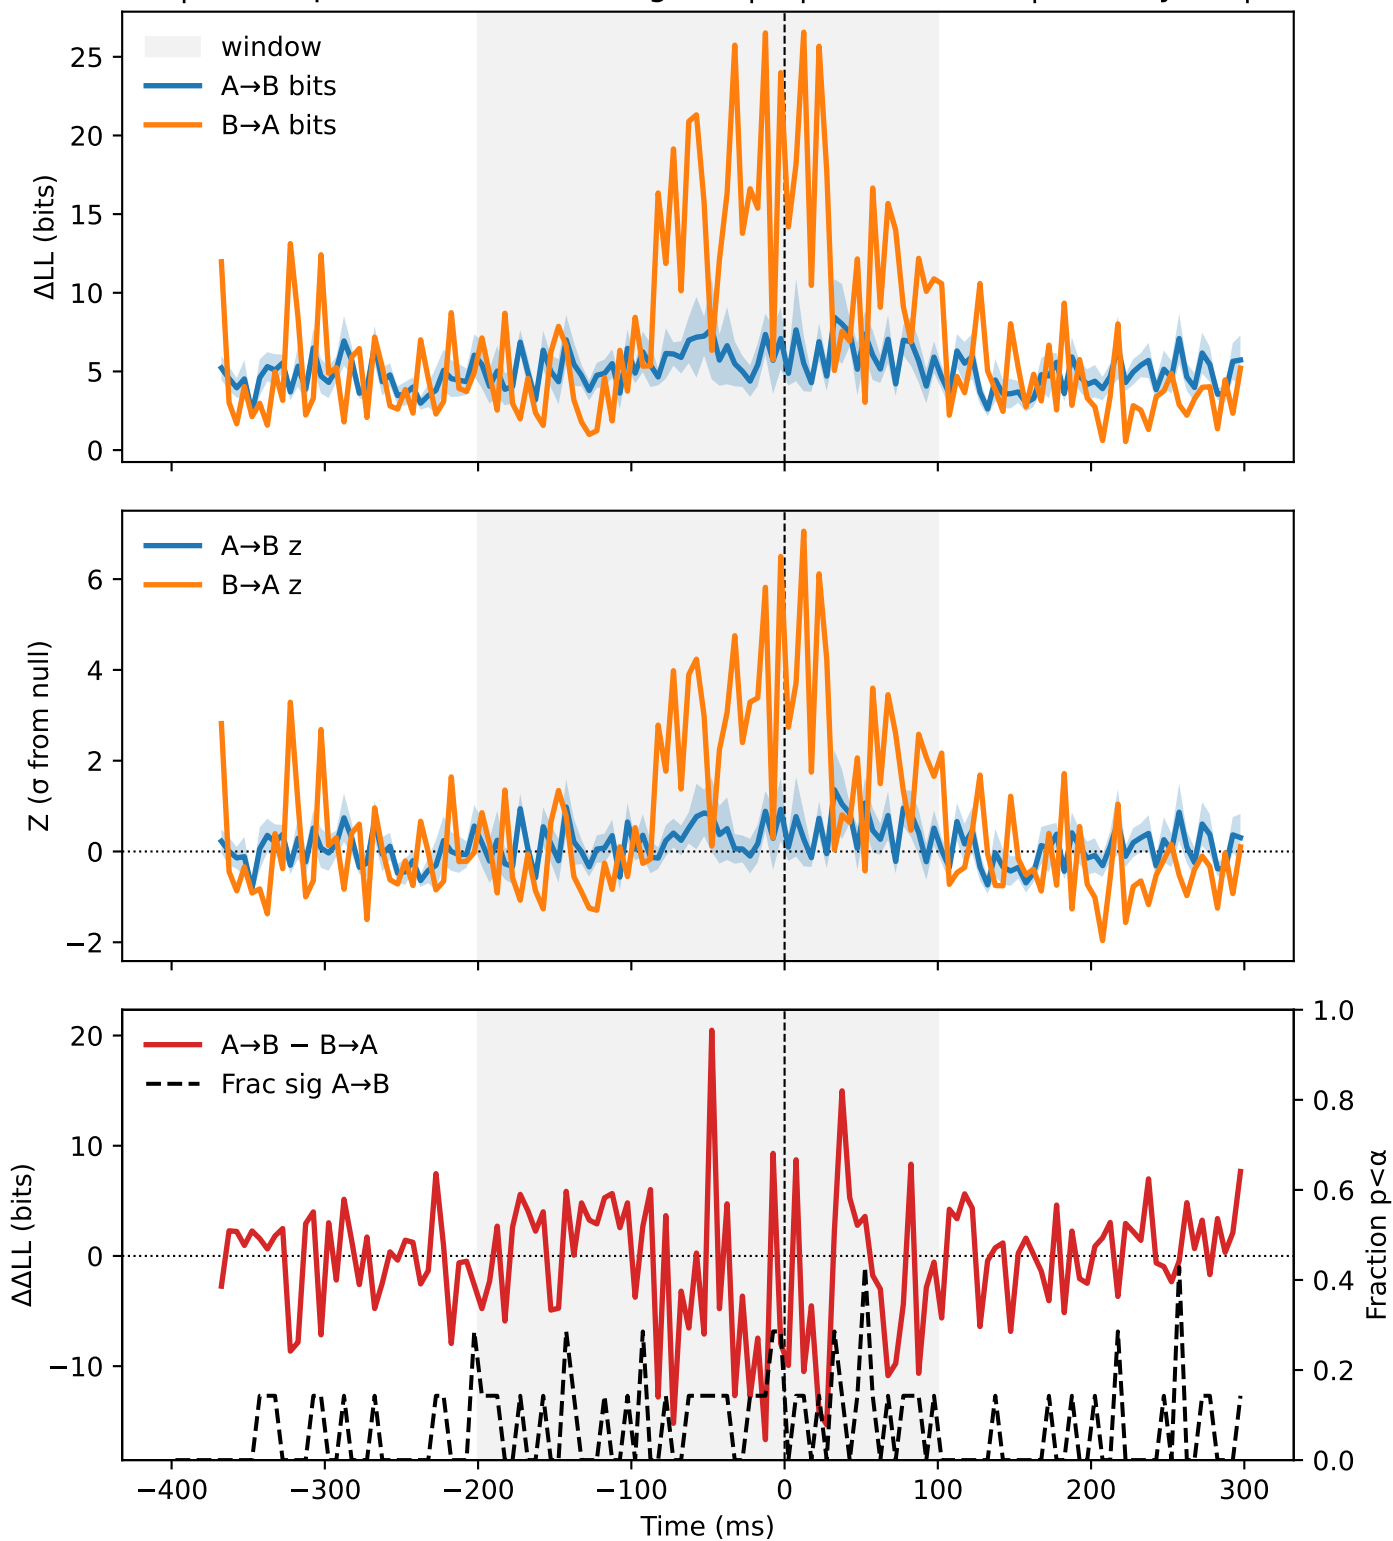 25
20
15
10
5
0
ΔLL (bits)
window
A→B bits
B→A bits
6
4
2
0
−2
Z (σ from null)
A→B z
B→A z
20
10
0
−10
ΔΔLL (bits)
A→B − B→A
Frac sig A→B
1.0
0.8
0.6
0.4
0.2
0.0
Fraction p<α
−400 −300 −200 −100 0 100 200 300
Time (ms)